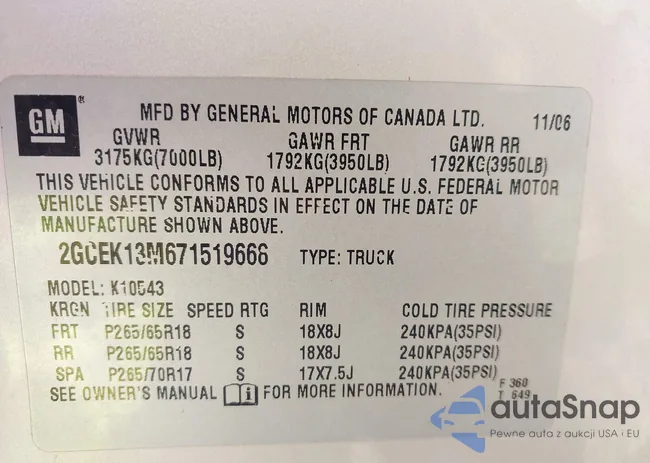 GM ®
MFD BY GENERAL MOTORS OF CANADA LTD. 11/06
GVWR GAWR FRT GAWR RR
3175KG(7000LB) 1792KG(3950LB) 1792KG(3950LB)
THIS VEHICLE CONFORMS TO ALL APPLICABLE U.S. FEDERAL MOTOR
VEHICLE SAFETY STANDARDS IN EFFECT ON THE DATE OF
MANUFACTURE SHOWN ABOVE.
2GCEK13M671519666 TYPE: TRUCK
MODEL: K10543
KRGN TIRE SIZE SPEED RTG RIM COLD TIRE PRESSURE
FRT P265/65R18 S 18X8J 240KPA(35PSI)
RR P265/65R18 S 18X8J 240KPA(35PSI)
SPA P265/70R17 S 17X7.5J 240KPA(35PSI)
SEE OWNER'S MANUAL FOR MORE INFORMATION.
F 360
T 649
autaSnap
Pewne auta z aukcji USA i EU